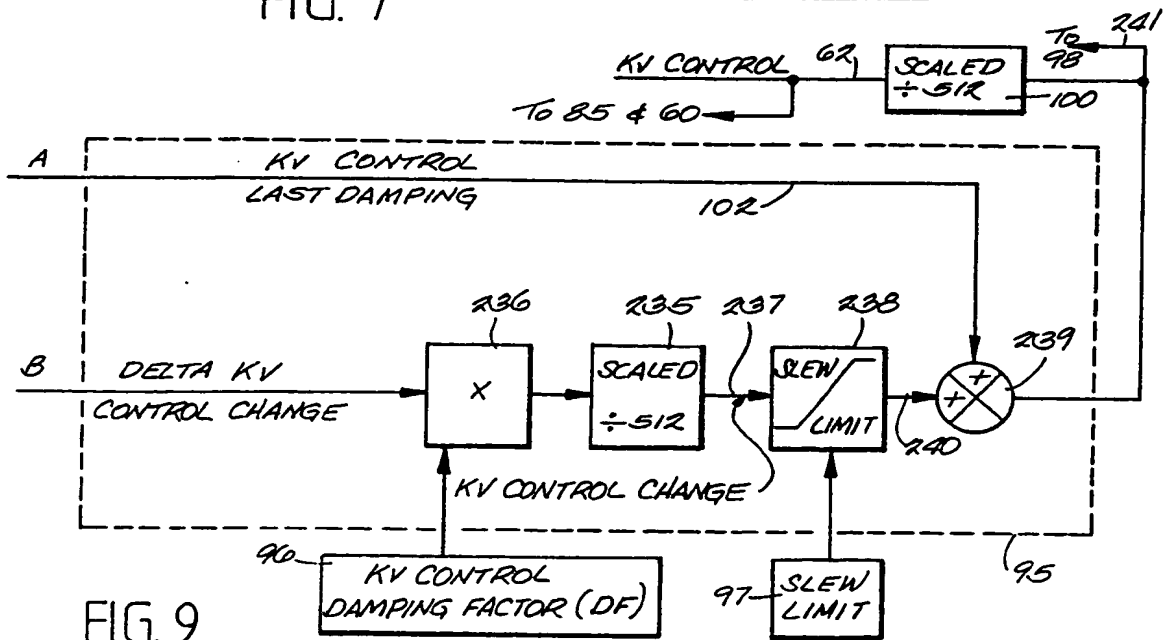 FIG. 7
241
TO
98
62
KV CONTROL
SCALED
÷ 512
100
TO 85 & 60
A
KV CONTROL
LAST DAMPING
102
236
235
237
238
239
B
DELTA KV
CONTROL CHANGE
X
SCALED
÷ 512
SLEW
LIMIT
+
+
240
KV CONTROL CHANGE
96
KV CONTROL
DAMPING FACTOR (DF)
97
SLEW
LIMIT
95
FIG. 9